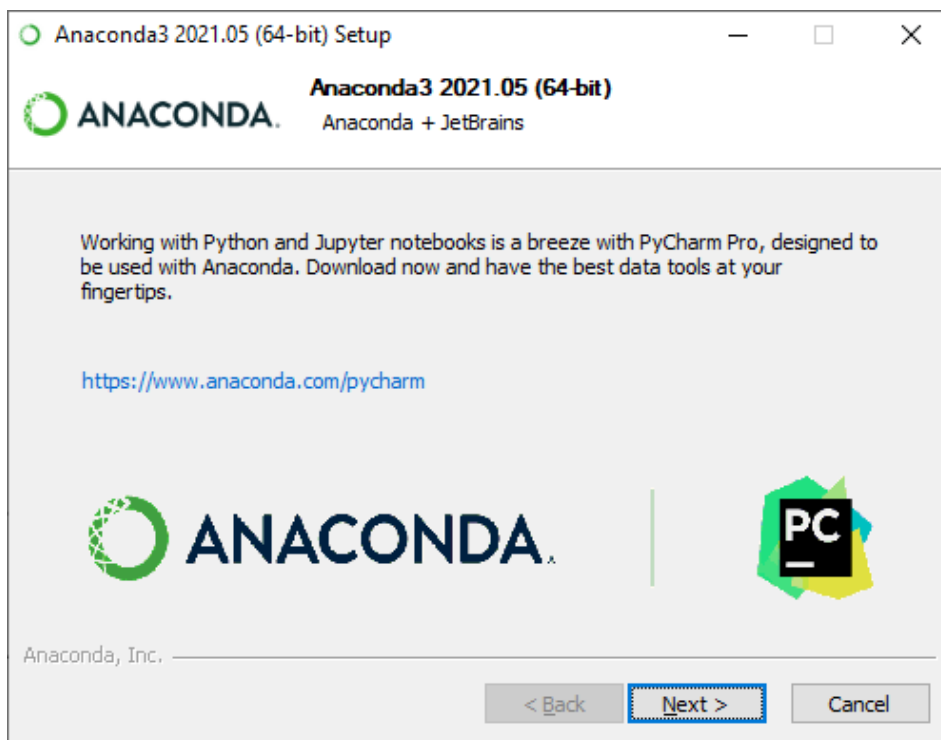 Anaconda3 2021.05 (64-bit) Setup
ANACONDA.
Anaconda3 2021.05 (64-bit)
Anaconda + JetBrains
Working with Python and Jupyter notebooks is a breeze with PyCharm Pro, designed to
be used with Anaconda. Download now and have the best data tools at your
fingertips.
https://www.anaconda.com/pycharm
ANACONDA.
PC
Anaconda, Inc.
< Back
Next >
Cancel